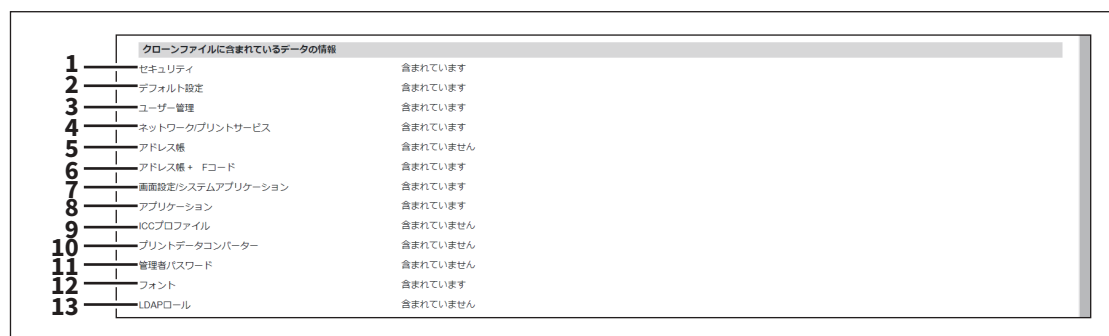 クローンファイルに含まれているデータの情報
1 セキュリティ 含まれています
2 デフォルト設定 含まれています
3 ユーザー管理 含まれています
4 ネットワーク/プリントサービス 含まれています
5 アドレス帳 含まれていません
6 アドレス帳 + Fコード 含まれています
7 画面設定/システムアプリケーション 含まれています
8 アプリケーション 含まれています
9 ICCプロファイル 含まれていません
10 プリントデータコンバーター 含まれていません
11 管理者パスワード 含まれていません
12 フォント 含まれています
13 LDAPロール 含まれていません